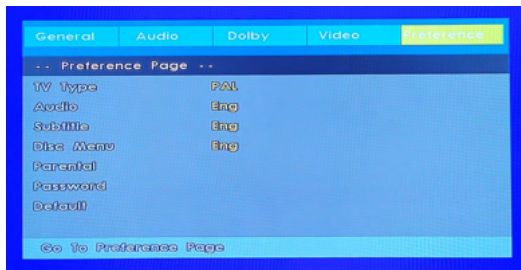 General Audio Dolby Video Preference
-- Preference Page --
TV Type PAL
Audio Eng
Subtitle Eng
Disc Menu Eng
Parental
Password
Default
Go To Preference Page